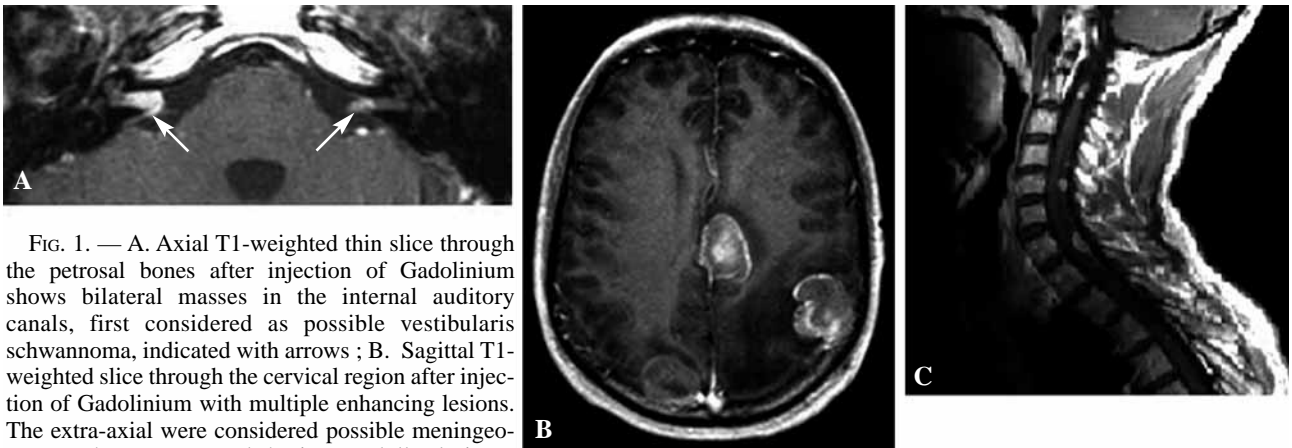 A
B
C
FIG. 1. — A. Axial T1-weighted thin slice through
the petrosal bones after injection of Gadolinium
shows bilateral masses in the internal auditory
canals, first considered as possible vestibularis
schwannoma, indicated with arrows ; B. Sagittal T1-
weighted slice through the cervical region after injec-
tion of Gadolinium with multiple enhancing lesions.
The extra-axial were considered possible meningeo-